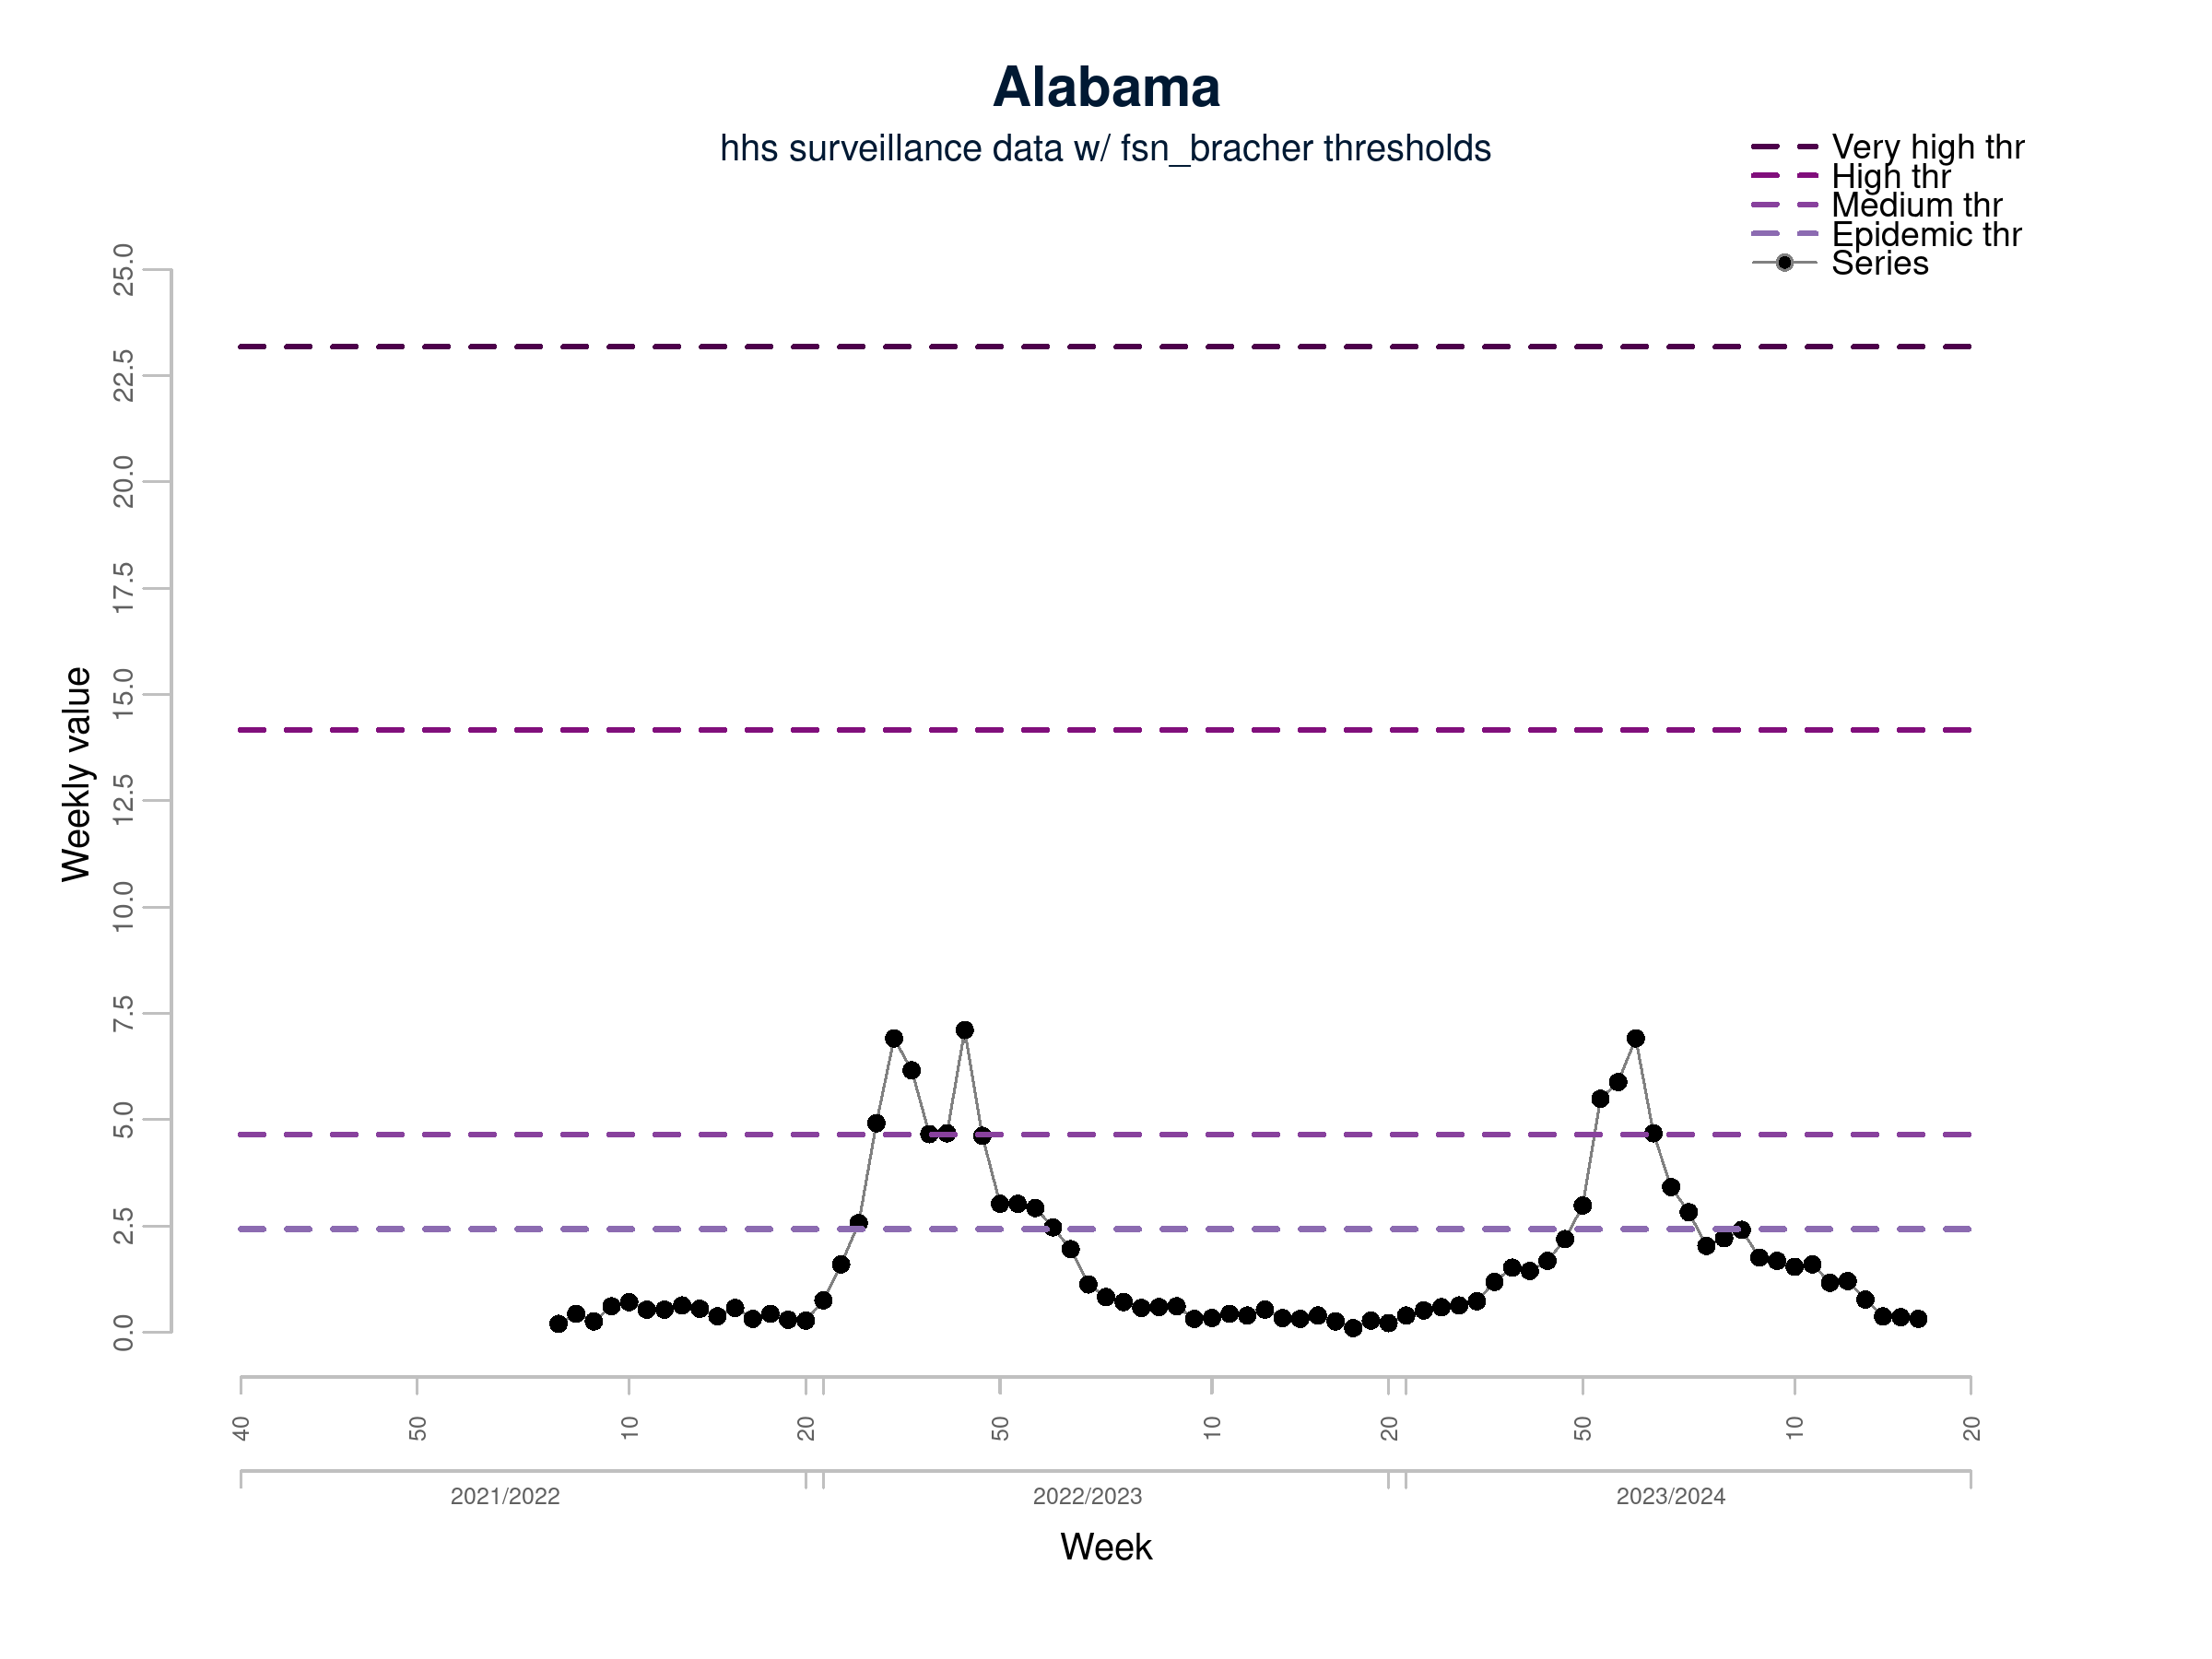 Alabama
hhs surveillance data w/ fsn_bracher thresholds
Very high thr
High thr
Medium thr
Epidemic thr
Series
Weekly value
25.0
22.5
20.0
17.5
15.0
12.5
10.0
7.5
5.0
2.5
0.0
40 50 10 20 50 10 20 50 10 20
2021/2022 2022/2023 2023/2024
Week